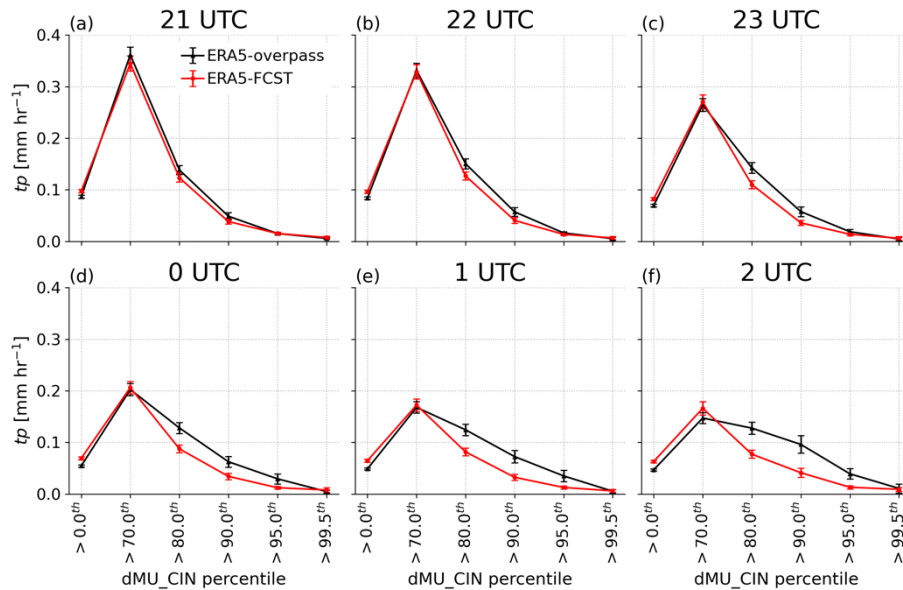 (a) 21 UTC
(b) 22 UTC
(c) 23 UTC
ERA5-overpass
ERA5-FCST
tp [mm hr⁻¹]
0.4
0.3
0.2
0.1
0.0
(d) 0 UTC
(e) 1 UTC
(f) 2 UTC
tp [mm hr⁻¹]
0.4
0.3
0.2
0.1
0.0
> 0.0th
> 70.0th
> 80.0th
> 90.0th
> 95.0th
> 99.5th
> 0.0th
> 70.0th
> 80.0th
> 90.0th
> 95.0th
> 99.5th
> 0.0th
> 70.0th
> 80.0th
> 90.0th
> 95.0th
> 99.5th
dMU_CIN percentile
dMU_CIN percentile
dMU_CIN percentile